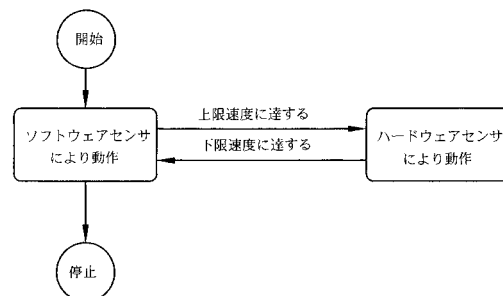 開始
ソフトウェアセンサ
により動作
上限速度に達する
下限速度に達する
ハードウェアセンサ
により動作
停止